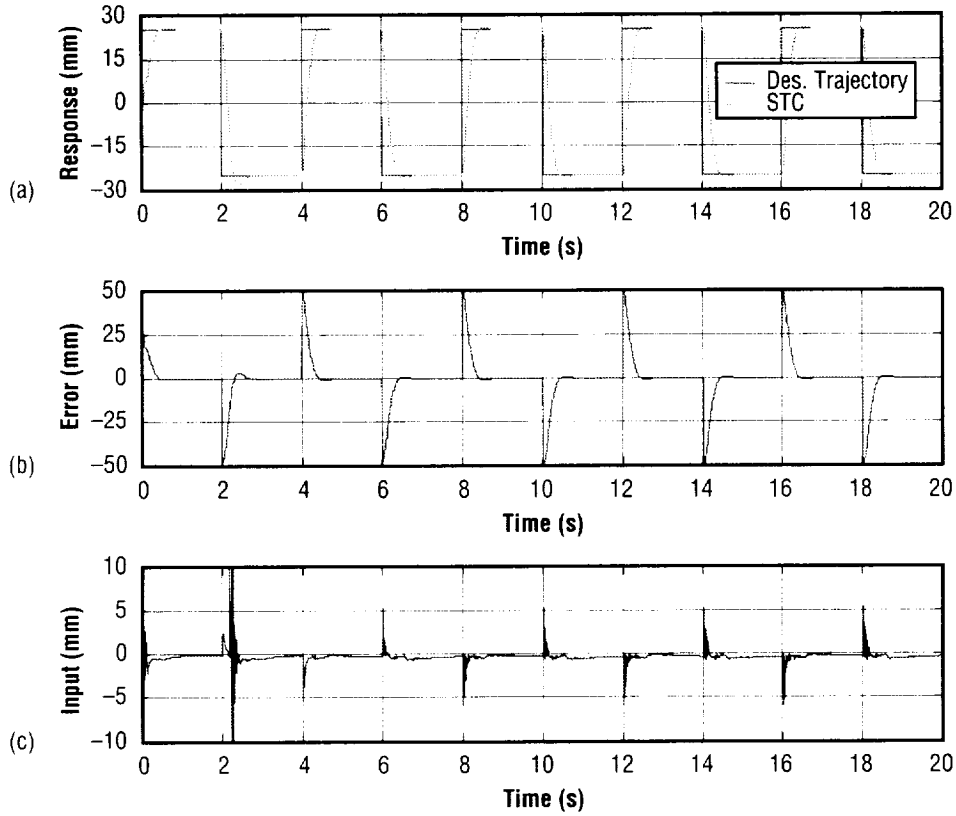 30
15
0
−15
−30
Response (mm)
(a)
Des. Trajectory
STC
0 2 4 6 8 10 12 14 16 18 20
Time (s)
50
25
0
−25
−50
Error (mm)
(b)
0 2 4 6 8 10 12 14 16 18 20
Time (s)
10
5
0
−5
−10
Input (mm)
(c)
0 2 4 6 8 10 12 14 16 18 20
Time (s)